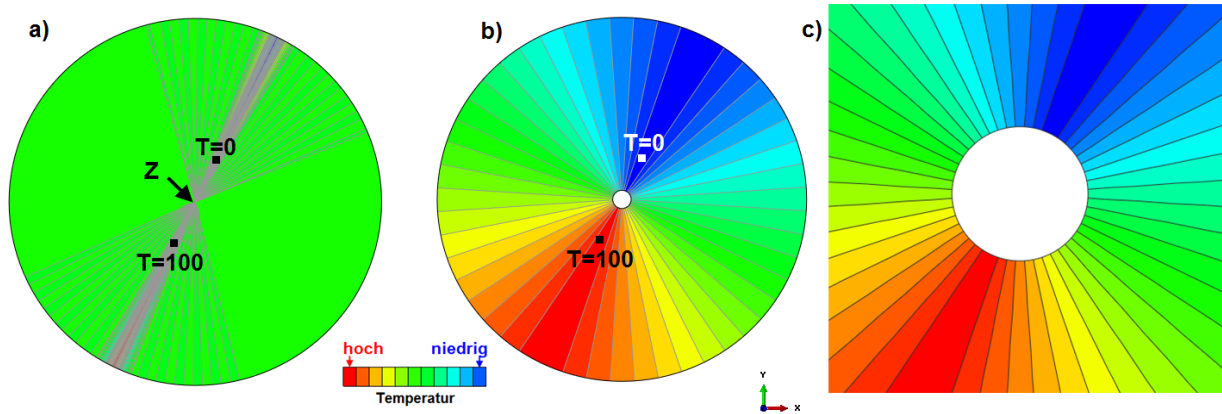 a)
T=0
Z
T=100
b)
T=0
T=100
c)
hoch niedrig
Temperatur
Y
X